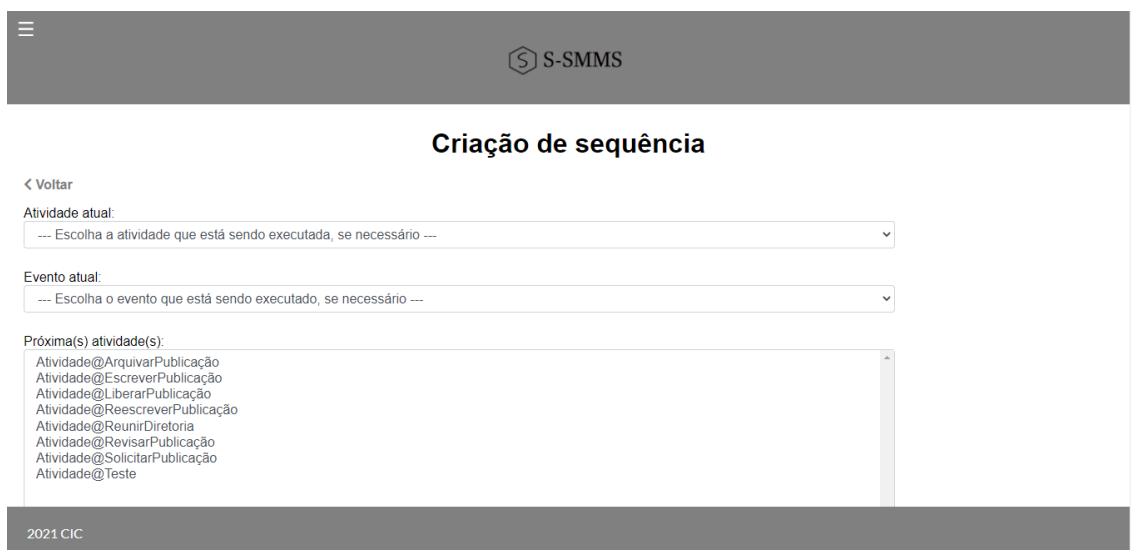 S-SMMS
Criação de sequência
Voltar
Atividade atual:
--- Escolha a atividade que está sendo executada, se necessário ---
Evento atual:
--- Escolha o evento que está sendo executado, se necessário ---
Próxima(s) atividade(s):
Atividade@ArquivarPublicação
Atividade@EscreverPublicação
Atividade@LiberarPublicação
Atividade@ReescreverPublicação
Atividade@ReunirDiretoria
Atividade@RevisarPublicação
Atividade@SolicitarPublicação
Atividade@Teste
2021 CIC